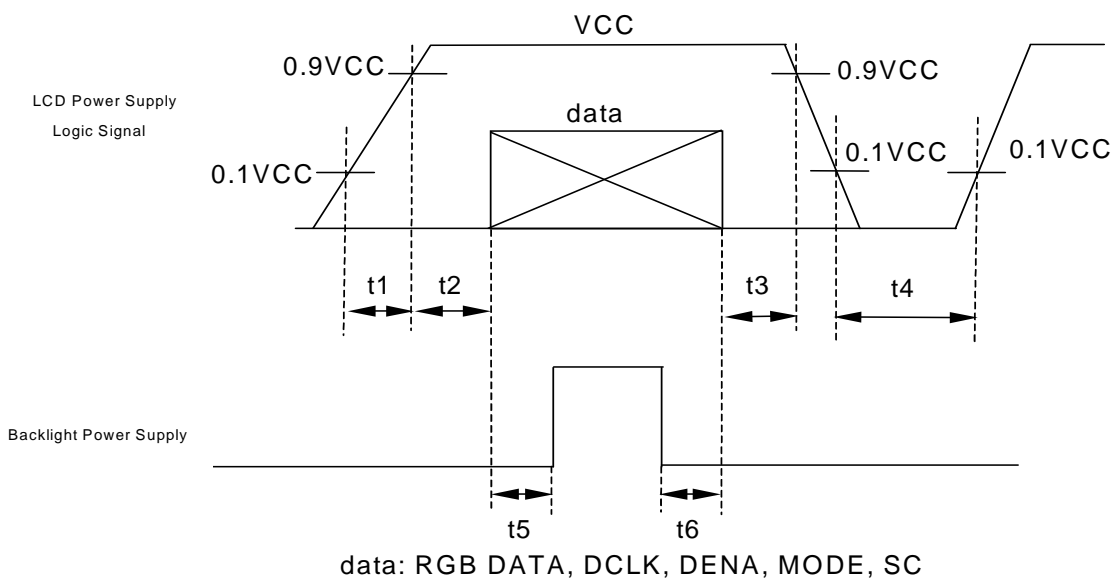 VCC
0.9VCC
0.9VCC
LCD Power Supply
Logic Signal
data
0.1VCC
0.1VCC
0.1VCC
t1
t2
t3
t4
Backlight Power Supply
t5
t6
data: RGB DATA, DCLK, DENA, MODE, SC